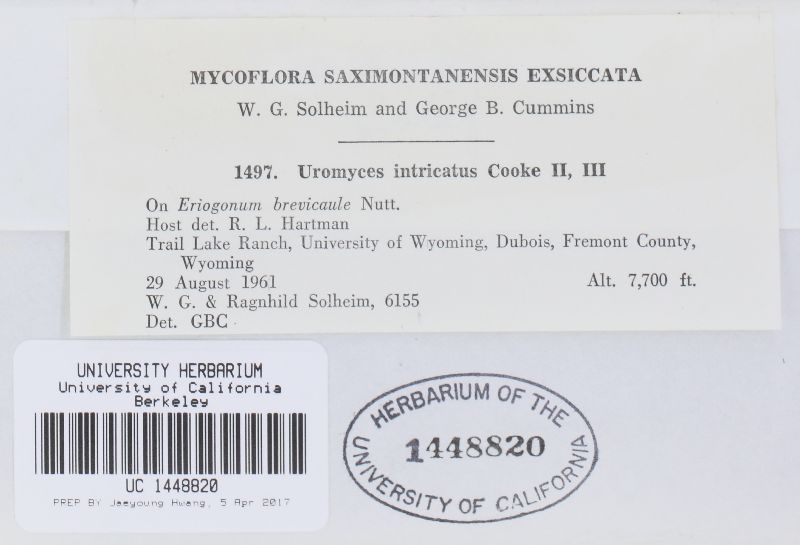 MYCOFLORA SAXIMONTANENSIS EXSICCATA
W. G. Solheim and George B. Cummins
1497. Uromyces intricatus Cooke II, III
On Eriogonum brevicaule Nutt.
Host det. R. L. Hartman
Trail Lake Ranch, University of Wyoming, Dubois, Fremont County,
Wyoming
29 August 1961 Alt. 7,700 ft.
W. G. & Ragnhild Solheim, 6155
Det. GBC
UNIVERSITY HERBARIUM
University of California
Berkeley
UC 1448820
PREP BY Jaeyoung Hwang, 5 Apr 2017
HERBARIUM OF THE
1448820
UNIVERSITY OF CALIFORNIA